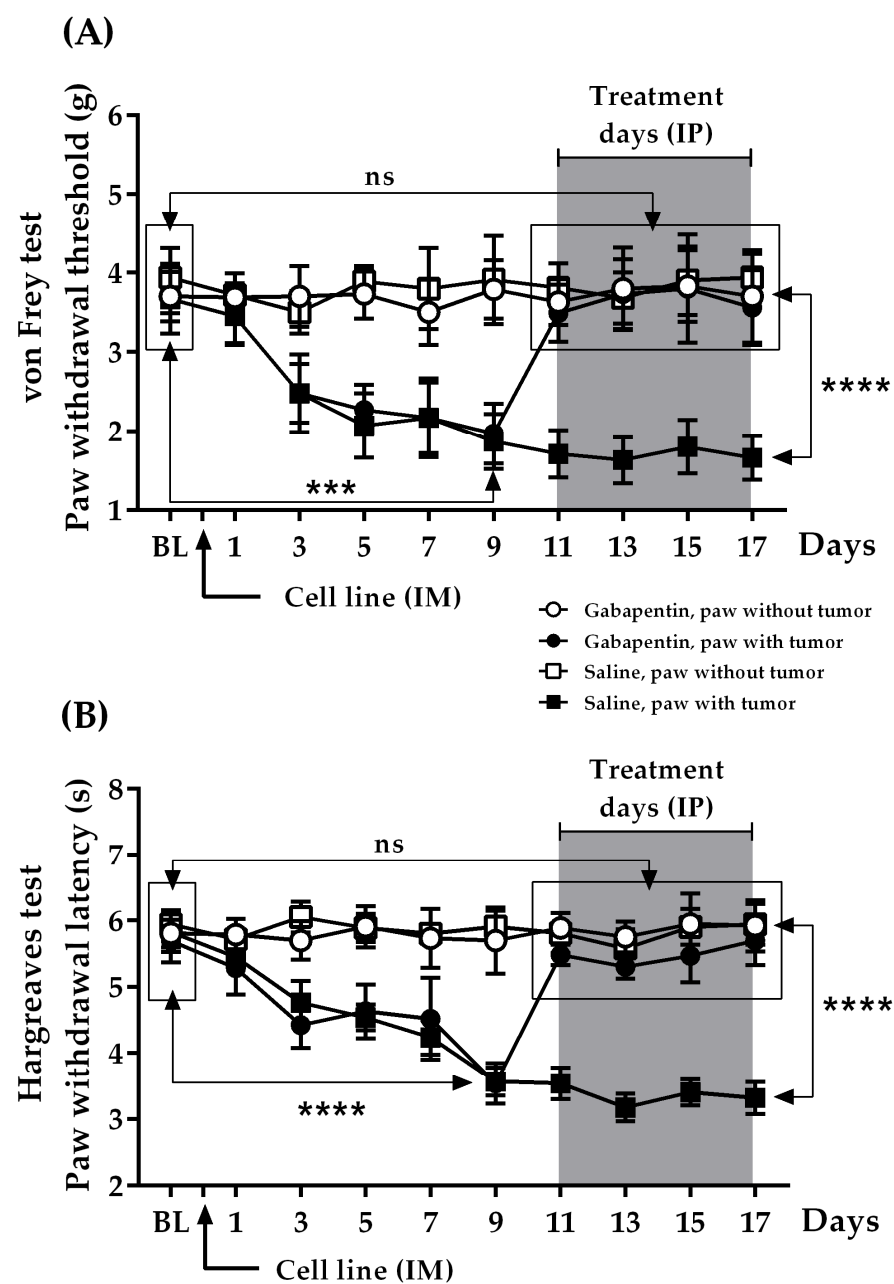 (A)
Treatment
days (IP)
von Frey test
Paw withdrawal threshold (g)
6
5
4
3
2
1
ns
****
***
BL 1 3 5 7 9 11 13 15 17 Days
Cell line (IM)
Gabapentin, paw without tumor
Gabapentin, paw with tumor
Saline, paw without tumor
Saline, paw with tumor
(B)
Treatment
days (IP)
Hargreaves test
Paw withdrawal latency (s)
8
7
6
5
4
3
2
ns
****
****
BL 1 3 5 7 9 11 13 15 17 Days
Cell line (IM)